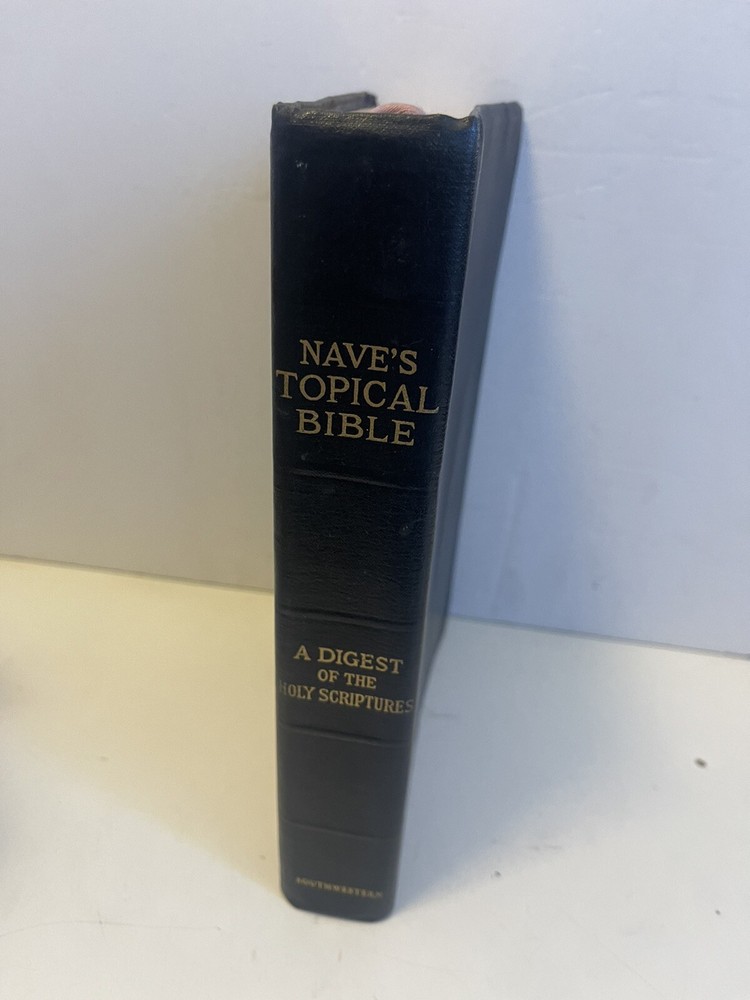 NAVE'S
TOPICAL
BIBLE
A DIGEST
OF THE
HOLY SCRIPTURES
SOUTHWESTERN